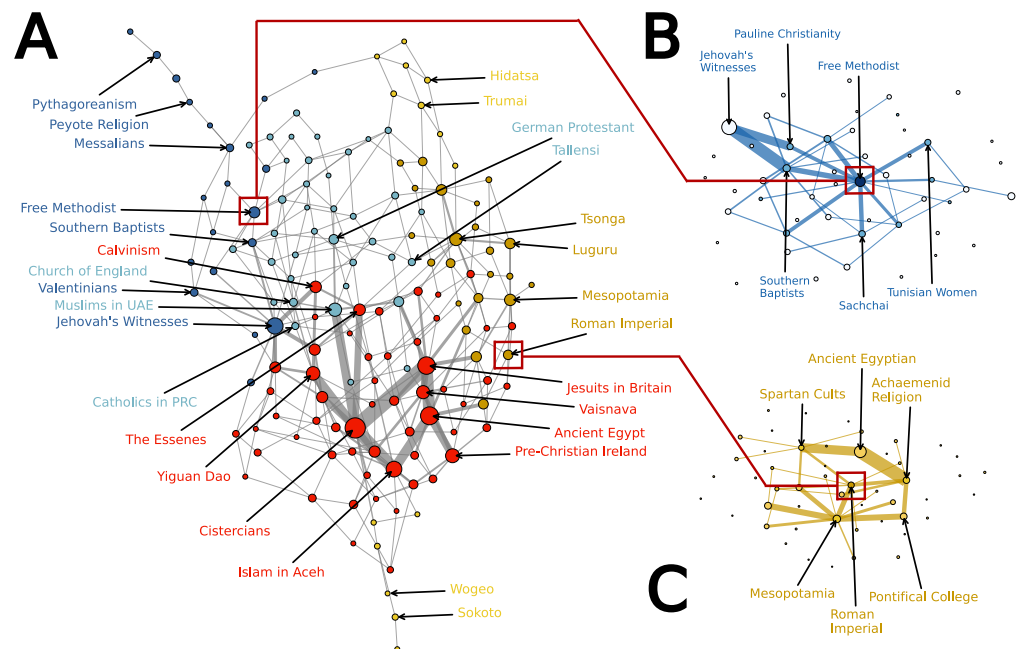 A
Hidatsa
Trumai
German Protestant
Tallensi
Pythagoreanism
Peyote Religion
Messalians
Free Methodist
Southern Baptists
Calvinism
Church of England
Valentinians
Muslims in UAE
Jehovah's Witnesses
Tsonga
Luguru
Mesopotamia
Roman Imperial
Catholics in PRC
The Essenes
Yiguan Dao
Cistercians
Islam in Aceh
Jesuits in Britain
Vaisnava
Ancient Egypt
Pre-Christian Ireland
Wogeo
Sokoto
B
Pauline Christianity
Jehovah's
Witnesses
Free Methodist
Southern
Baptists
Sachchai
Tunisian Women
Ancient Egyptian
Spartan Cults
Achaemenid
Religion
Mesopotamia
Pontifical College
Roman
Imperial
C